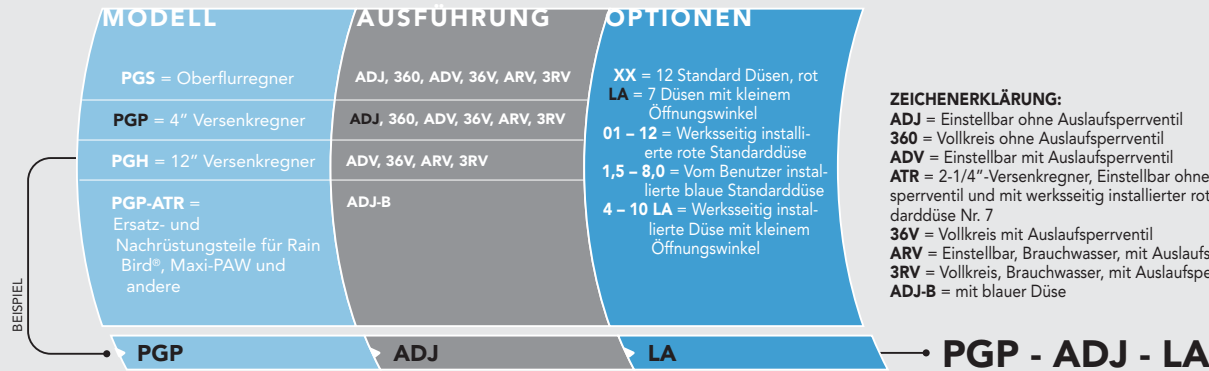 MODELL
AUSFÜHRUNG
OPTIONEN
PGS = Oberflurregner
ADJ, 360, ADV, 36V, ARV, 3RV
PGP = 4” Versenkregner
ADJ, 360, ADV, 36V, ARV, 3RV
PGH = 12” Versenkregner
ADV, 36V, ARV, 3RV
PGP-ATR =
Ersatz- und
Nachrüstungsteile für Rain
Bird®, Maxi-PAW und
andere
ADJ-B
XX = 12 Standard Düsen, rot
LA = 7 Düsen mit kleinem
Öffnungswinkel
01 – 12 = Werksseitig installi-
erte rote Standarddüse
1,5 – 8,0 = Vom Benutzer instal-
lierte blaue Standarddüse
4 – 10 LA = Werksseitig instal-
lierte Düse mit kleinem
Öffnungswinkel
ZEICHENERKLÄRUNG:
ADJ = Einstellbar ohne Auslaufsperrventil
360 = Vollkreis ohne Auslaufsperrventil
ADV = Einstellbar mit Auslaufsperrventil
ATR = 2-1/4”-Versenkregner, Einstellbar ohne
sperrventil und mit werksseitig installierter rot
darddüse Nr. 7
36V = Vollkreis mit Auslaufsperrventil
ARV = Einstellbar, Brauchwasser, mit Auslaufs
3RV = Vollkreis, Brauchwasser, mit Auslaufspe
ADJ-B = mit blauer Düse
BEISPIEL
PGP
ADJ
LA
PGP - ADJ - LA